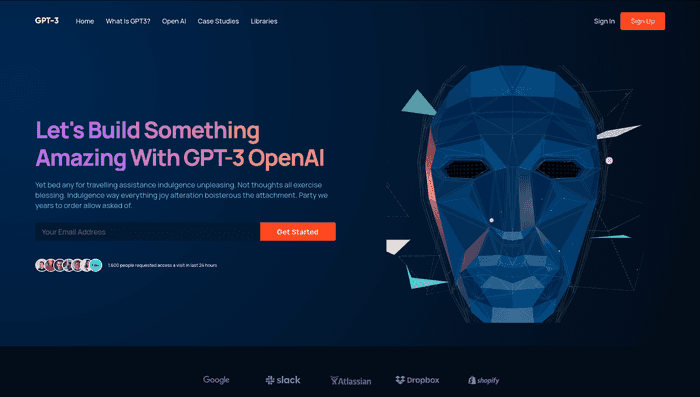 GPT-3
Home
What Is GPT3?
Open AI
Case Studies
Libraries
Sign In
Sign Up
Let's Build Something
Amazing With GPT-3 OpenAI
Yet bed any for travelling assistance indulgence unpleasing. Not thoughts all exercise
blessing. Indulgence way everything joy alteration boisterous the attachment. Party we
years to order allow asked of.
Your Email Address
Get Started
1,600 people requested access a visit in last 24 hours
Google
slack
Atlassian
Dropbox
shopify